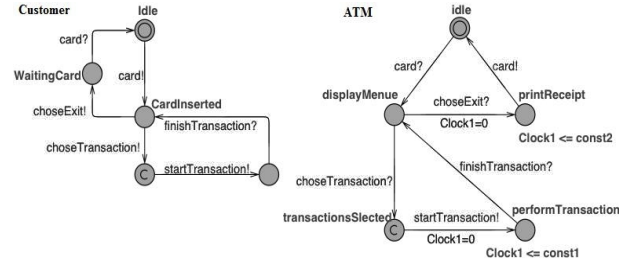 Customer
Idle
card?
WaitingCard
card!
CardInserted
choseExit!
finishTransaction?
choseTransaction!
C
startTransaction!
ATM
idle
card?
card!
displayMenue
choseExit?
printReceipt
Clock1=0
Clock1 <= const2
finishTransaction?
choseTransaction?
transactionsSlected
startTransaction!
performTransaction
C
Clock1=0
Clock1 <= const1